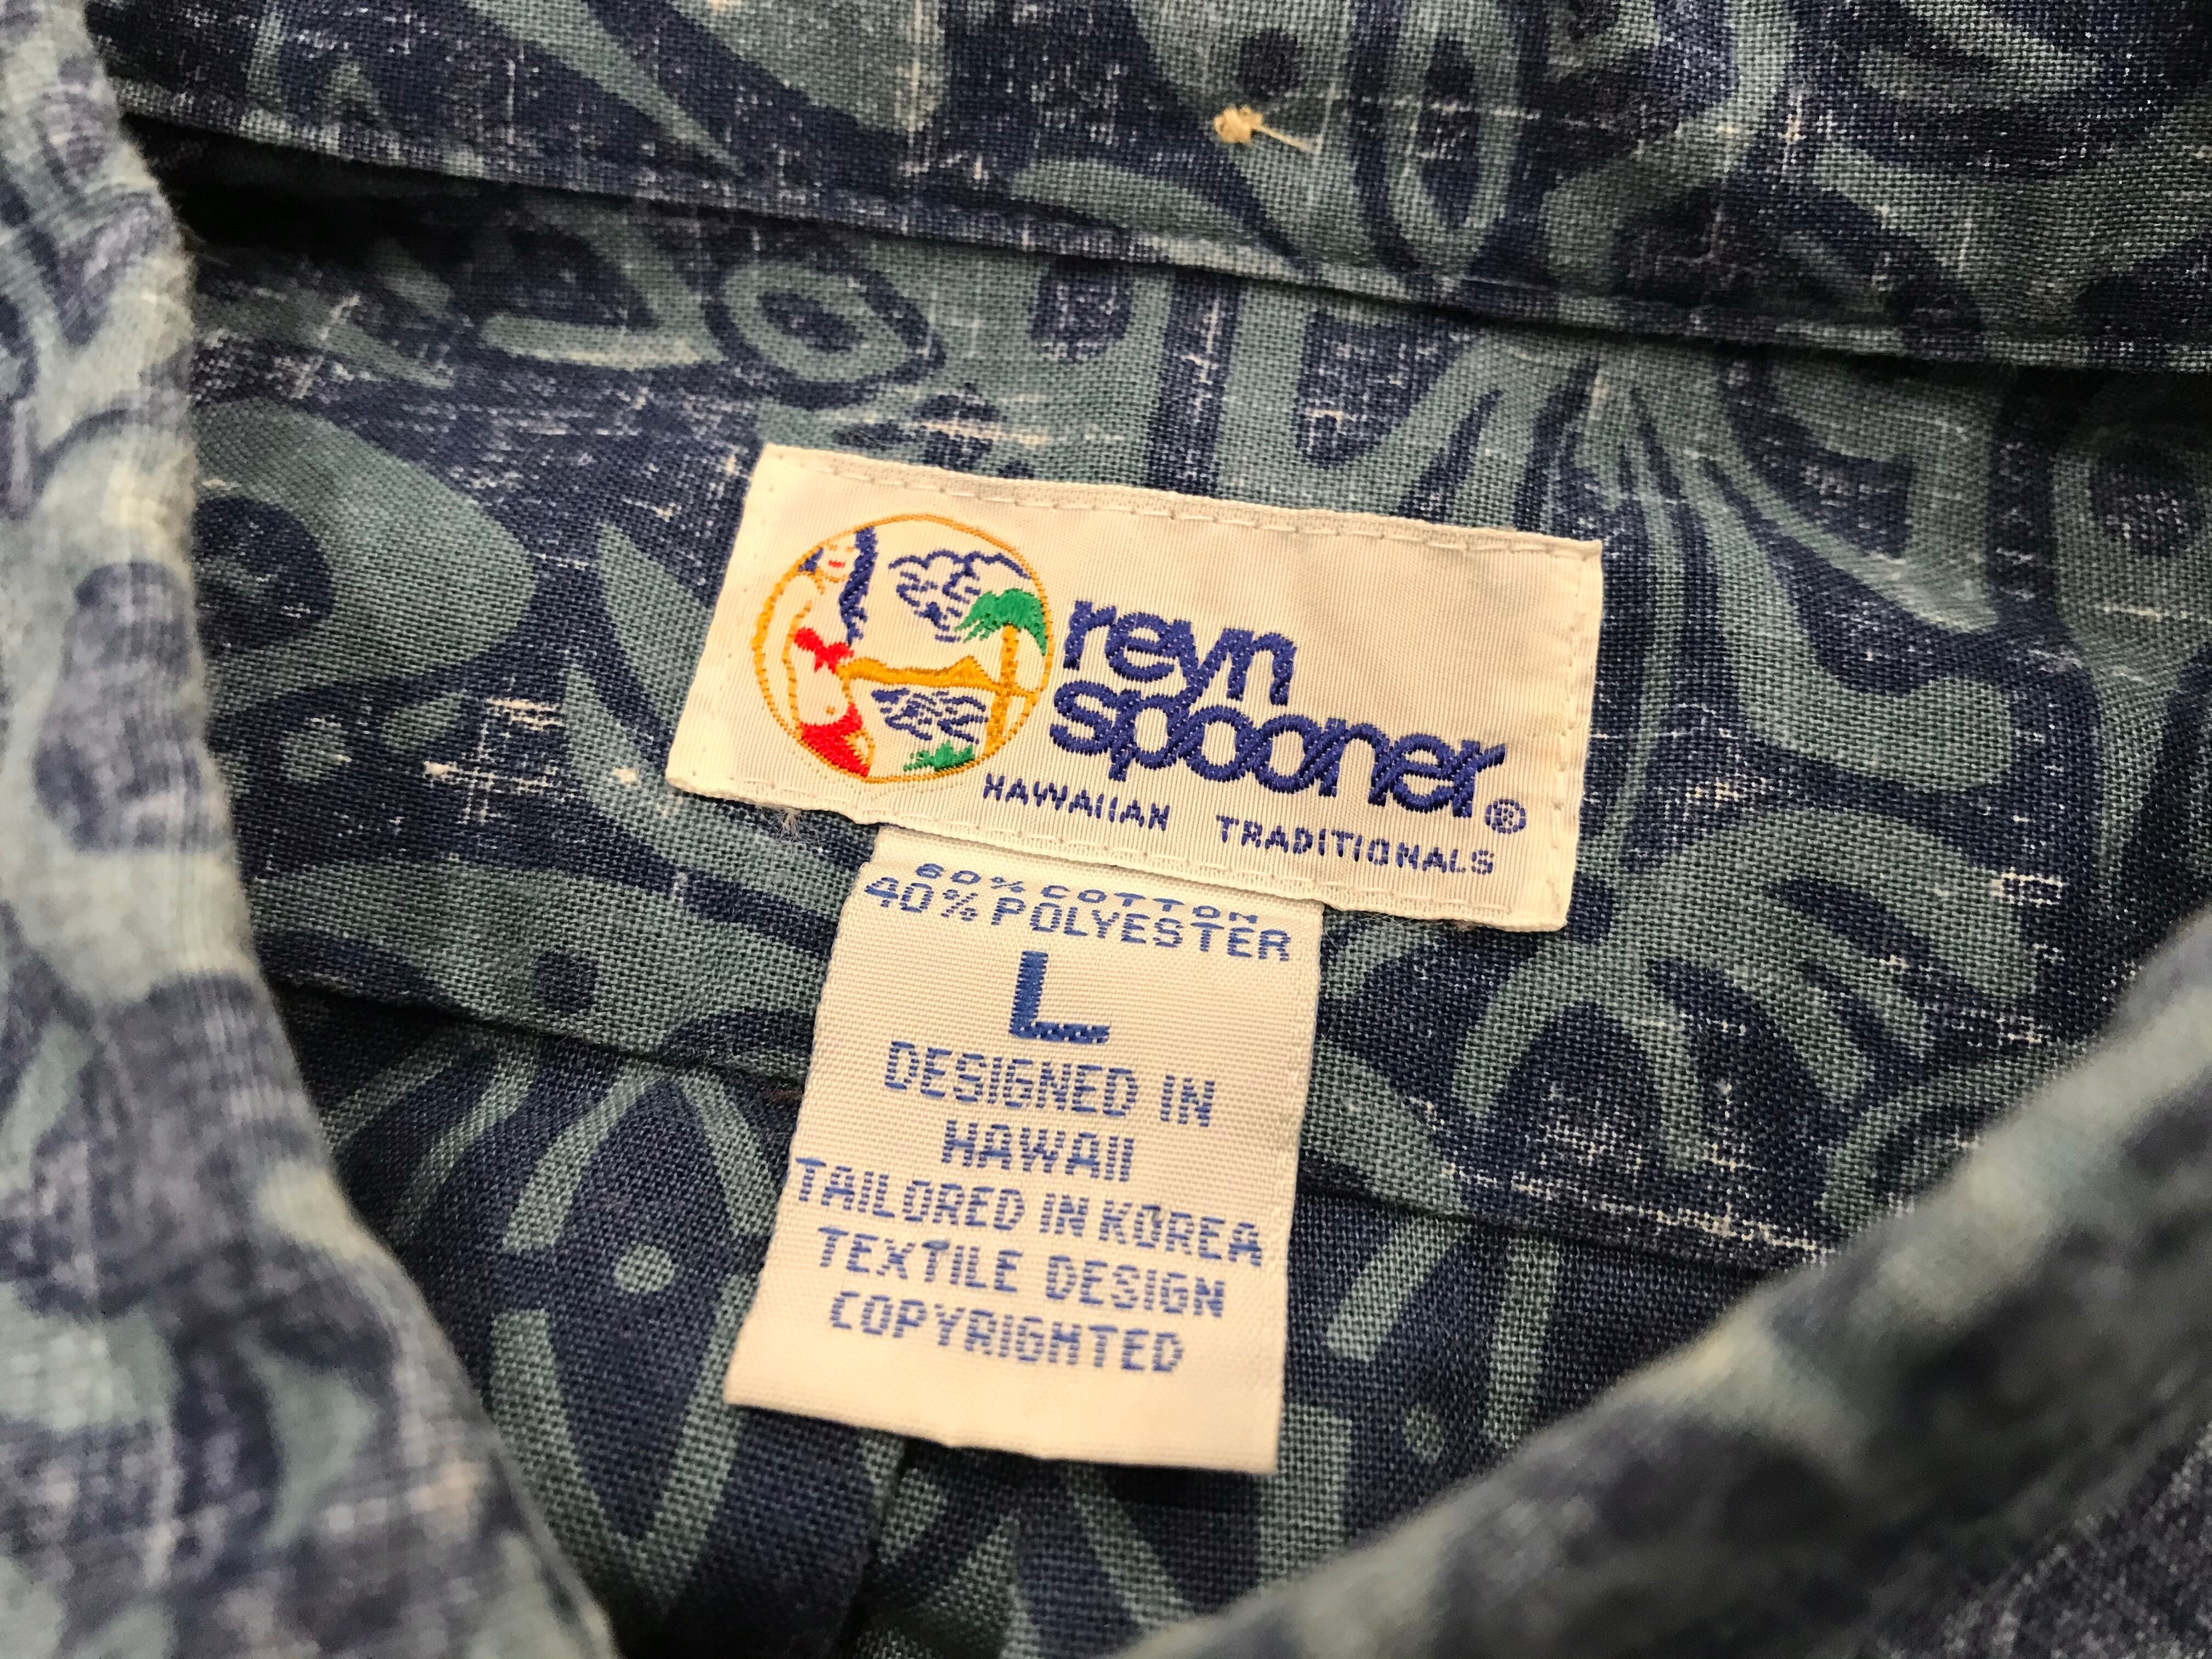 reyn
spooner®
HAWAIIAN TRADITIONALS
60% COTTON
40% POLYESTER
L
DESIGNED IN
HAWAII
TAILORED IN KOREA
TEXTILE DESIGN
COPYRIGHTED